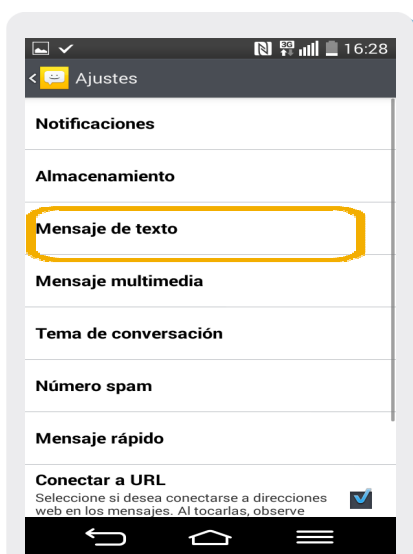 3G 16:28
< Ajustes
Notificaciones
Almacenamiento
Mensaje de texto
Mensaje multimedia
Tema de conversación
Número spam
Mensaje rápido
Conectar a URL
Seleccione si desea conectarse a direcciones
web en los mensajes. Al tocarlas, observe